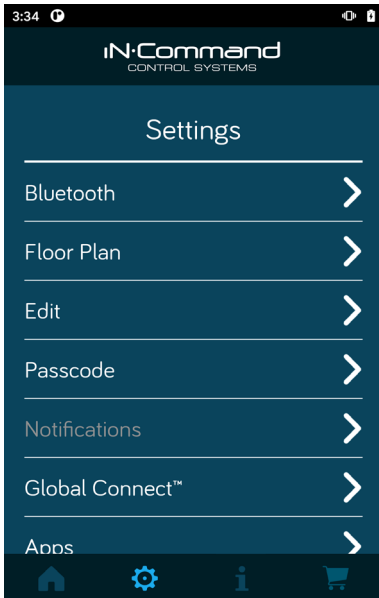 3:34
iN·Command
CONTROL SYSTEMS
Settings
Bluetooth
Floor Plan
Edit
Passcode
Notifications
Global Connect™
Apps